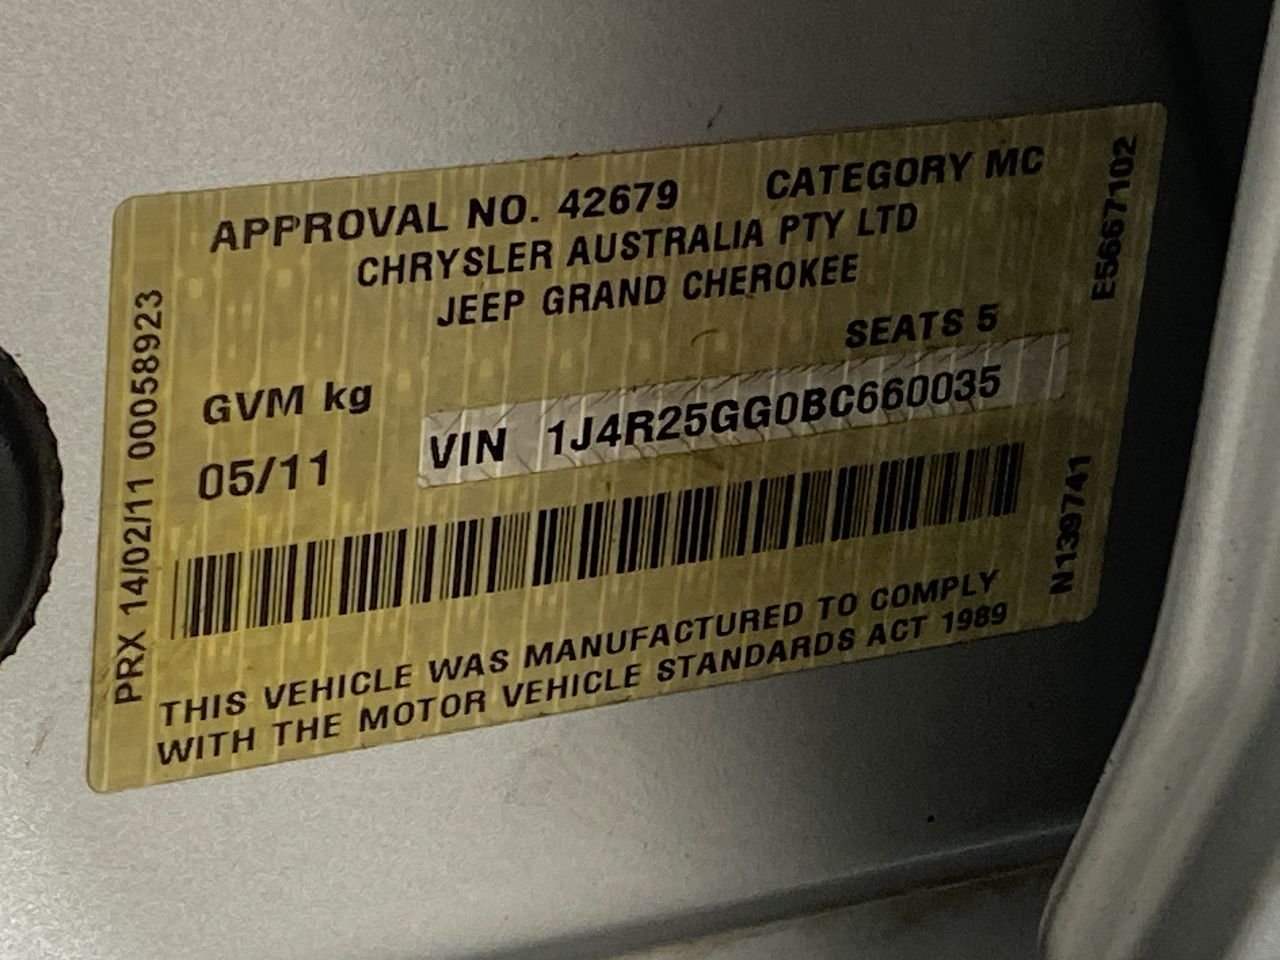 APPROVAL NO. 42679 CATEGORY MC
CHRYSLER AUSTRALIA PTY LTD
JEEP GRAND CHEROKEE
SEATS 5
GVM kg
VIN 1J4R25GG0BC660035
05/11
THIS VEHICLE WAS MANUFACTURED TO COMPLY
WITH THE MOTOR VEHICLE STANDARDS ACT 1989
PRX 14/02/11 00058923
E5667102
N139741